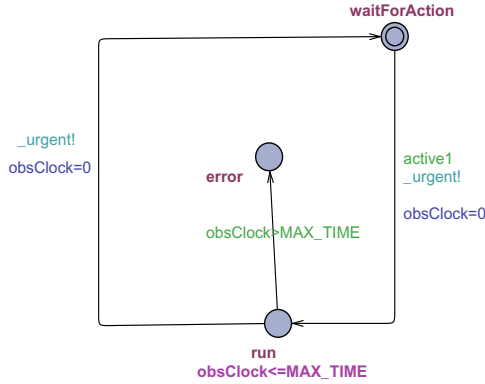 waitForAction
_urgent!
obsClock=0
error
active1
_urgent!
obsClock=0
obsClock>MAX_TIME
run
obsClock<=MAX_TIME